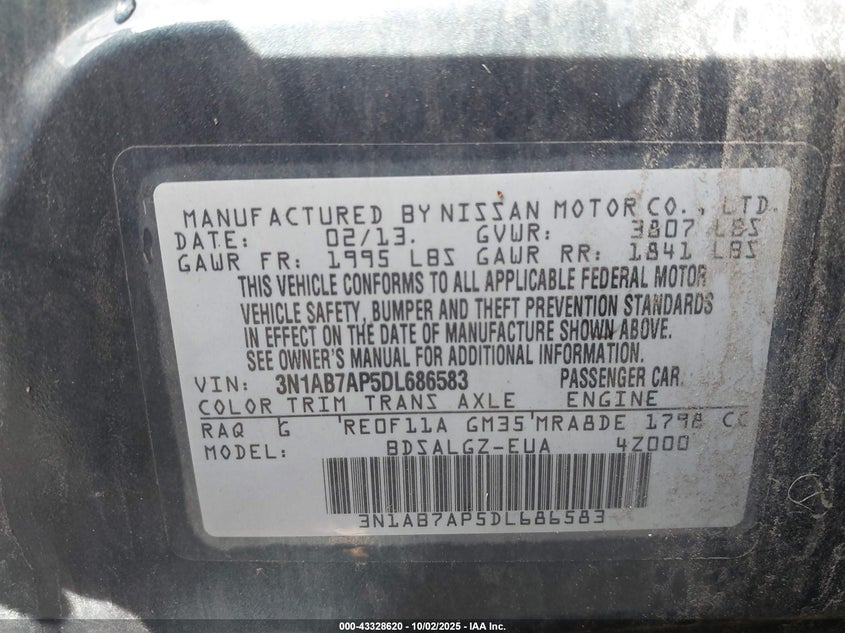 MANUFACTURED BY NISSAN MOTOR CO., LTD.
DATE: 02/13. GVWR: 3807 LBS
GAWR FR: 1995 LBS GAWR RR: 1841 LBS
THIS VEHICLE CONFORMS TO ALL APPLICABLE FEDERAL MOTOR
VEHICLE SAFETY, BUMPER AND THEFT PREVENTION STANDARDS
IN EFFECT ON THE DATE OF MANUFACTURE SHOWN ABOVE.
SEE OWNER'S MANUAL FOR ADDITIONAL INFORMATION
VIN: 3N1AB7AP5DL686583 PASSENGER CAR
COLOR TRIM TRANS AXLE ENGINE
RAQ G RE0F11A GM35 MRA8DE 1798 CC
MODEL: BDSALGZ-EUA 4Z000
3N1AB7AP5DL686583
000-43328620 - 10/02/2025 - IAA Inc.